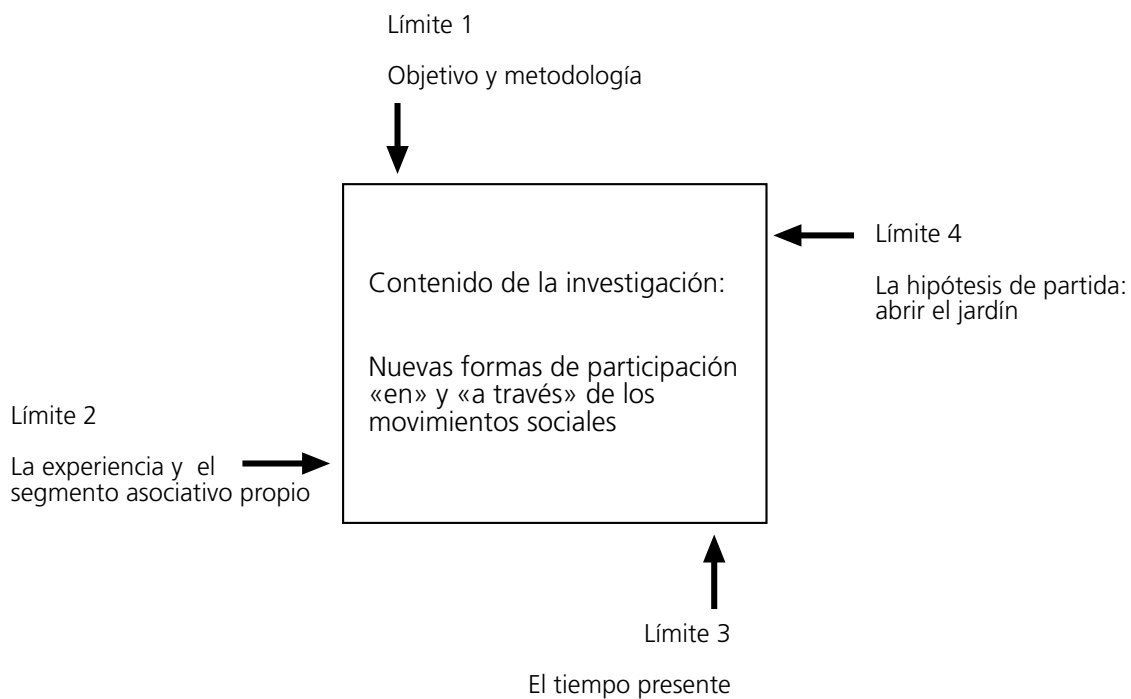 Límite 1
Objetivo y metodología
Límite 4
La hipótesis de partida:
abrir el jardín
Contenido de la investigación:
Nuevas formas de participación
«en» y «a través» de los
movimientos sociales
Límite 2
La experiencia y el
segmento asociativo propio
Límite 3
El tiempo presente